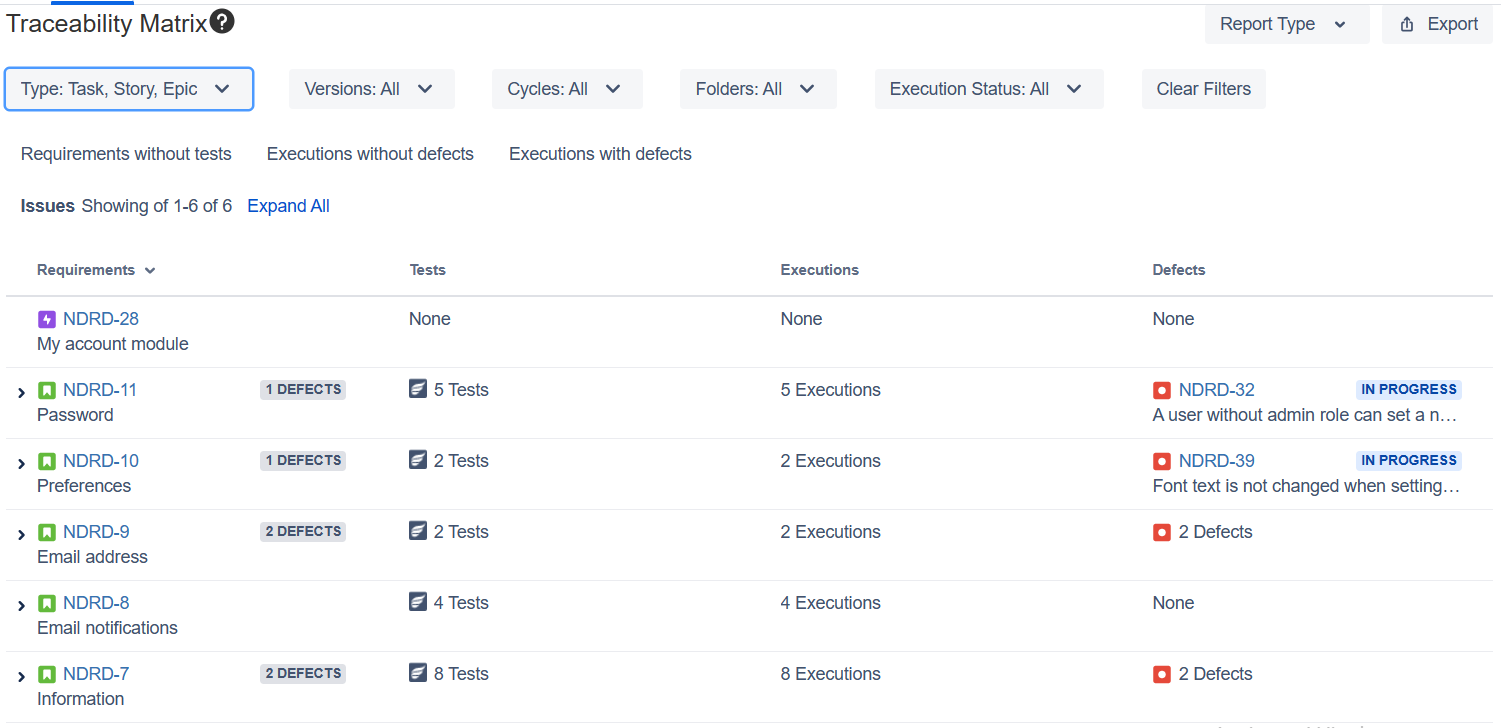 Traceability Matrix
Report Type
Export
Type: Task, Story, Epic
Versions: All
Cycles: All
Folders: All
Execution Status: All
Clear Filters
Requirements without tests
Executions without defects
Executions with defects
Issues Showing of 1-6 of 6 Expand All
Requirements
Tests
Executions
Defects
NDRD-28
My account module
None
None
None
NDRD-11
Password
1 DEFECTS
5 Tests
5 Executions
NDRD-32
IN PROGRESS
A user without admin role can set a n…
NDRD-10
Preferences
1 DEFECTS
2 Tests
2 Executions
NDRD-39
IN PROGRESS
Font text is not changed when setting…
NDRD-9
Email address
2 DEFECTS
2 Tests
2 Executions
2 Defects
NDRD-8
Email notifications
4 Tests
4 Executions
None
NDRD-7
Information
2 DEFECTS
8 Tests
8 Executions
2 Defects